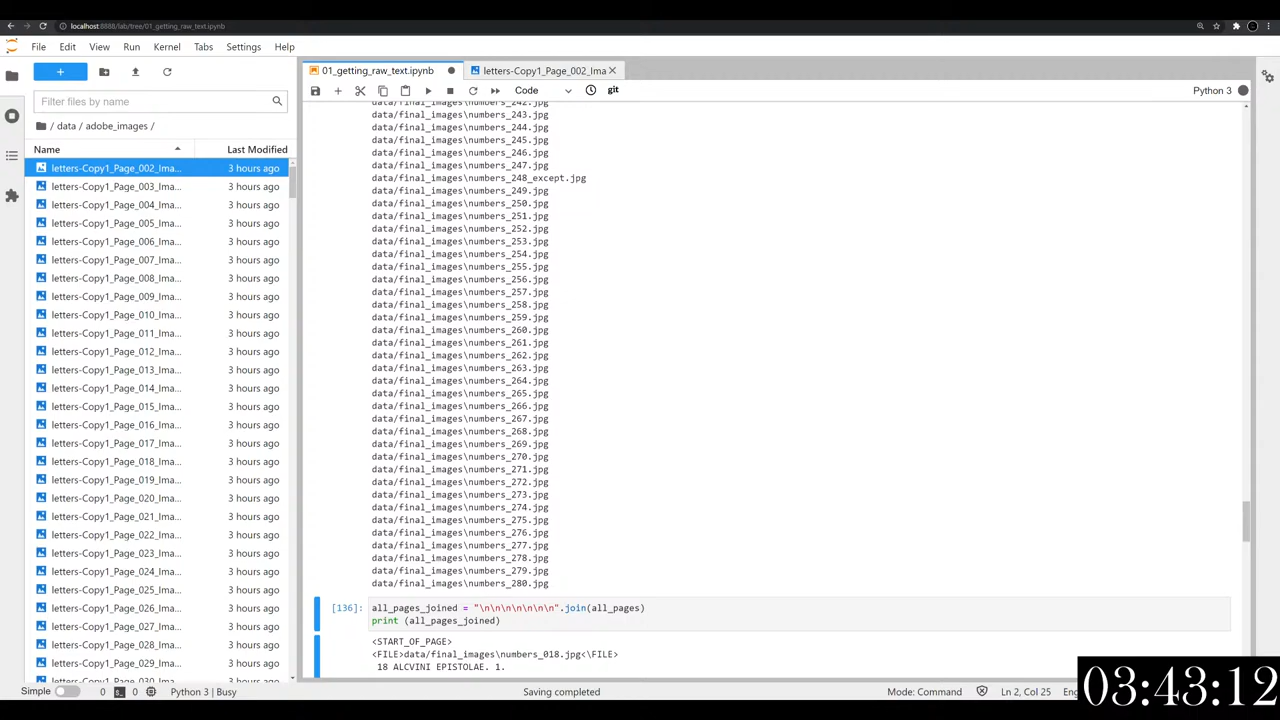 localhost:8888/lab/tree/01_getting_raw_text.ipynb
File Edit View Run Kernel Tabs Settings Help
01_getting_raw_text.ipynb
letters-Copy1_Page_002_Ima
Code
git
Python 3
Filter files by name
/ data / adobe_images /
Name Last Modified
letters-Copy1_Page_002_Ima... 3 hours ago
letters-Copy1_Page_003_Ima... 3 hours ago
letters-Copy1_Page_004_Ima... 3 hours ago
letters-Copy1_Page_005_Ima... 3 hours ago
letters-Copy1_Page_006_Ima... 3 hours ago
letters-Copy1_Page_007_Ima... 3 hours ago
letters-Copy1_Page_008_Ima... 3 hours ago
letters-Copy1_Page_009_Ima... 3 hours ago
letters-Copy1_Page_010_Ima... 3 hours ago
letters-Copy1_Page_011_Ima... 3 hours ago
letters-Copy1_Page_012_Ima... 3 hours ago
letters-Copy1_Page_013_Ima... 3 hours ago
letters-Copy1_Page_014_Ima... 3 hours ago
letters-Copy1_Page_015_Ima... 3 hours ago
letters-Copy1_Page_016_Ima... 3 hours ago
letters-Copy1_Page_017_Ima... 3 hours ago
letters-Copy1_Page_018_Ima... 3 hours ago
letters-Copy1_Page_019_Ima... 3 hours ago
letters-Copy1_Page_020_Ima... 3 hours ago
letters-Copy1_Page_021_Ima... 3 hours ago
letters-Copy1_Page_022_Ima... 3 hours ago
letters-Copy1_Page_023_Ima... 3 hours ago
letters-Copy1_Page_024_Ima... 3 hours ago
letters-Copy1_Page_025_Ima... 3 hours ago
letters-Copy1_Page_026_Ima... 3 hours ago
letters-Copy1_Page_027_Ima... 3 hours ago
letters-Copy1_Page_028_Ima... 3 hours ago
letters-Copy1_Page_029_Ima... 3 hours ago
letters-Copy1_Page_030_Ima... 3 hours ago
data/final_images\numbers_242.jpg
data/final_images\numbers_243.jpg
data/final_images\numbers_244.jpg
data/final_images\numbers_245.jpg
data/final_images\numbers_246.jpg
data/final_images\numbers_247.jpg
data/final_images\numbers_248_except.jpg
data/final_images\numbers_249.jpg
data/final_images\numbers_250.jpg
data/final_images\numbers_251.jpg
data/final_images\numbers_252.jpg
data/final_images\numbers_253.jpg
data/final_images\numbers_254.jpg
data/final_images\numbers_255.jpg
data/final_images\numbers_256.jpg
data/final_images\numbers_257.jpg
data/final_images\numbers_258.jpg
data/final_images\numbers_259.jpg
data/final_images\numbers_260.jpg
data/final_images\numbers_261.jpg
data/final_images\numbers_262.jpg
data/final_images\numbers_263.jpg
data/final_images\numbers_264.jpg
data/final_images\numbers_265.jpg
data/final_images\numbers_266.jpg
data/final_images\numbers_267.jpg
data/final_images\numbers_268.jpg
data/final_images\numbers_269.jpg
data/final_images\numbers_270.jpg
data/final_images\numbers_271.jpg
data/final_images\numbers_272.jpg
data/final_images\numbers_273.jpg
data/final_images\numbers_274.jpg
data/final_images\numbers_275.jpg
data/final_images\numbers_276.jpg
data/final_images\numbers_277.jpg
data/final_images\numbers_278.jpg
data/final_images\numbers_279.jpg
data/final_images\numbers_280.jpg
[136]: all_pages_joined = "\n\n\n\n\n\n\n".join(all_pages)
print (all_pages_joined)
<START_OF_PAGE>
<FILE>data/final_images\numbers_018.jpg<\FILE>
18 ALCVINI EPISTOLAE. 1.
Simple 0 0 Python 3 | Busy Saving completed Mode: Command Ln 2, Col 25
03:43:12